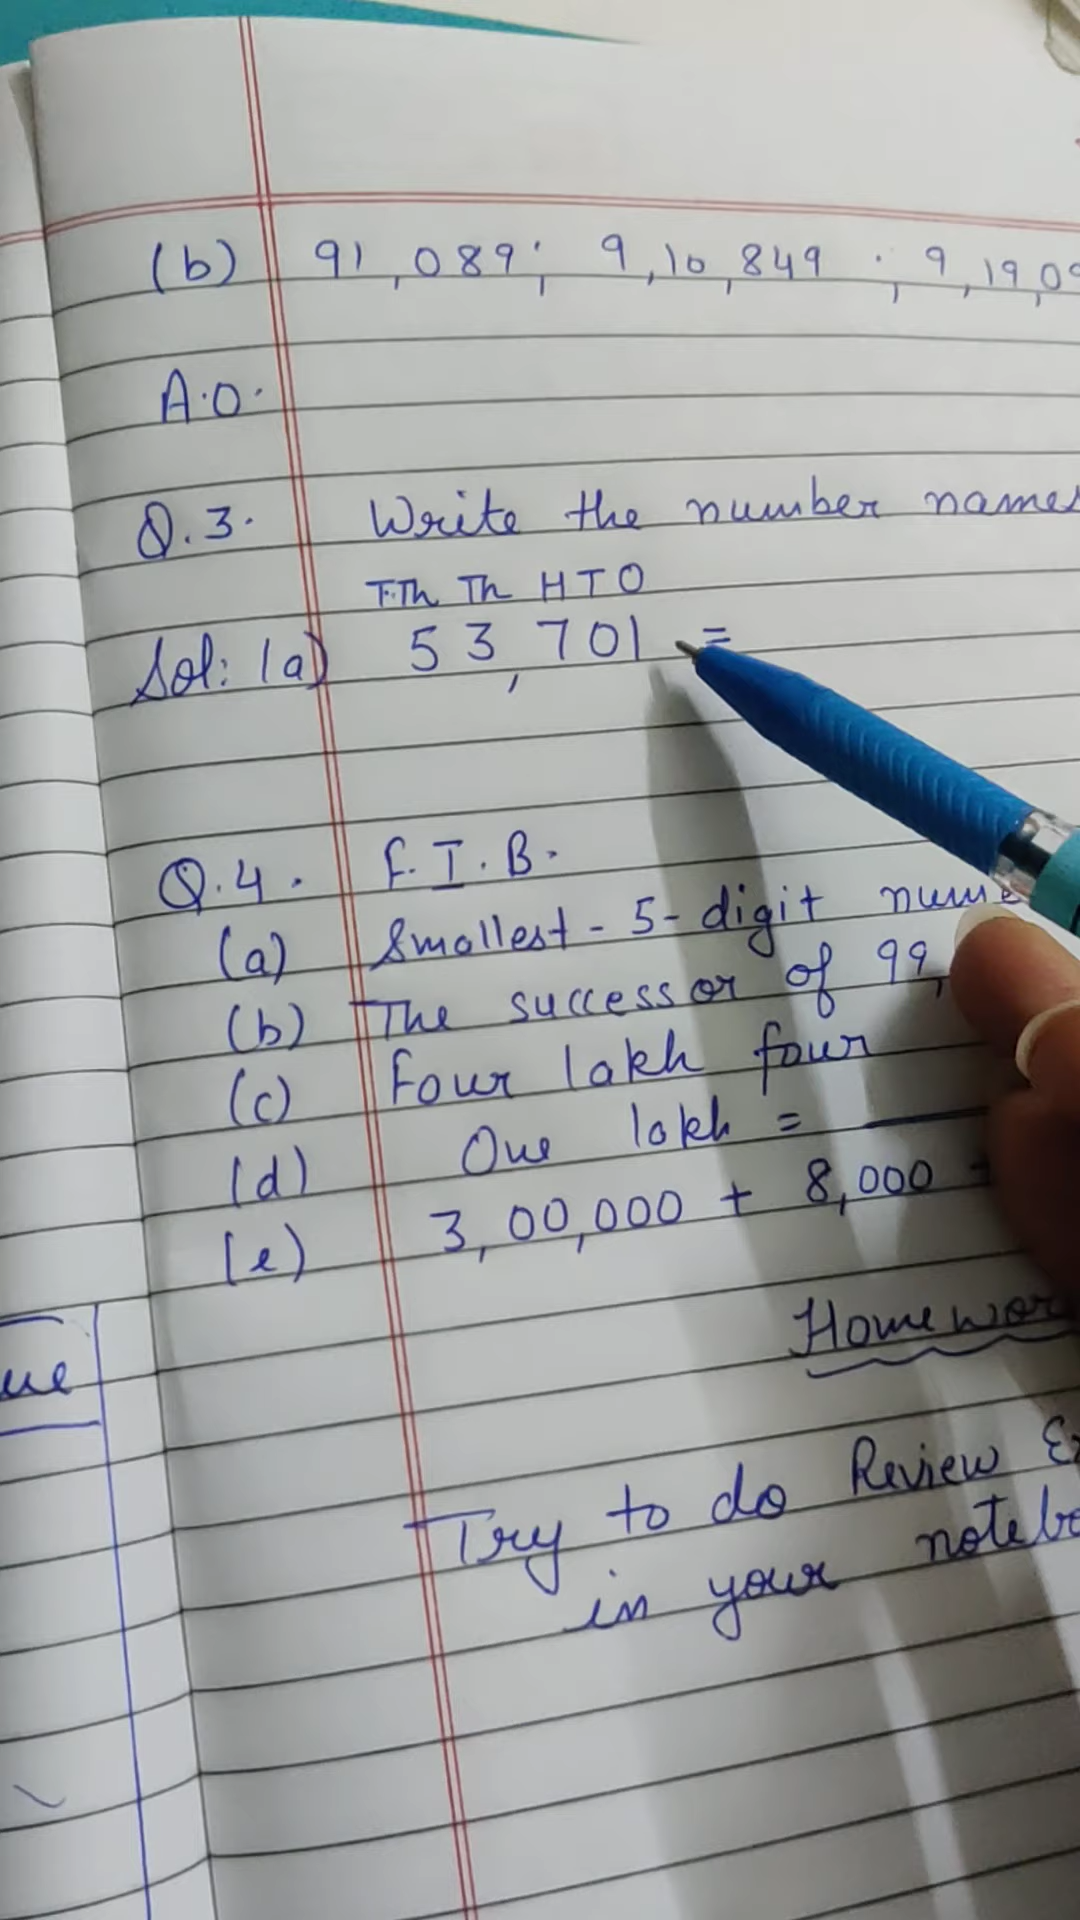 (b) 91,089; 9,10,849 ; 9,19,0
A.O.
Q.3. Write the number names
T.Th Th H T O
Sol: (a) 53,701 =
Q.4. F.I.B.
(a) Smallest - 5 - digit
(b) The successor of 99,
(c) Four lakh four
(d) One lakh =
(e) 3,00,000 + 8,000
ue
Try to do Review
in your